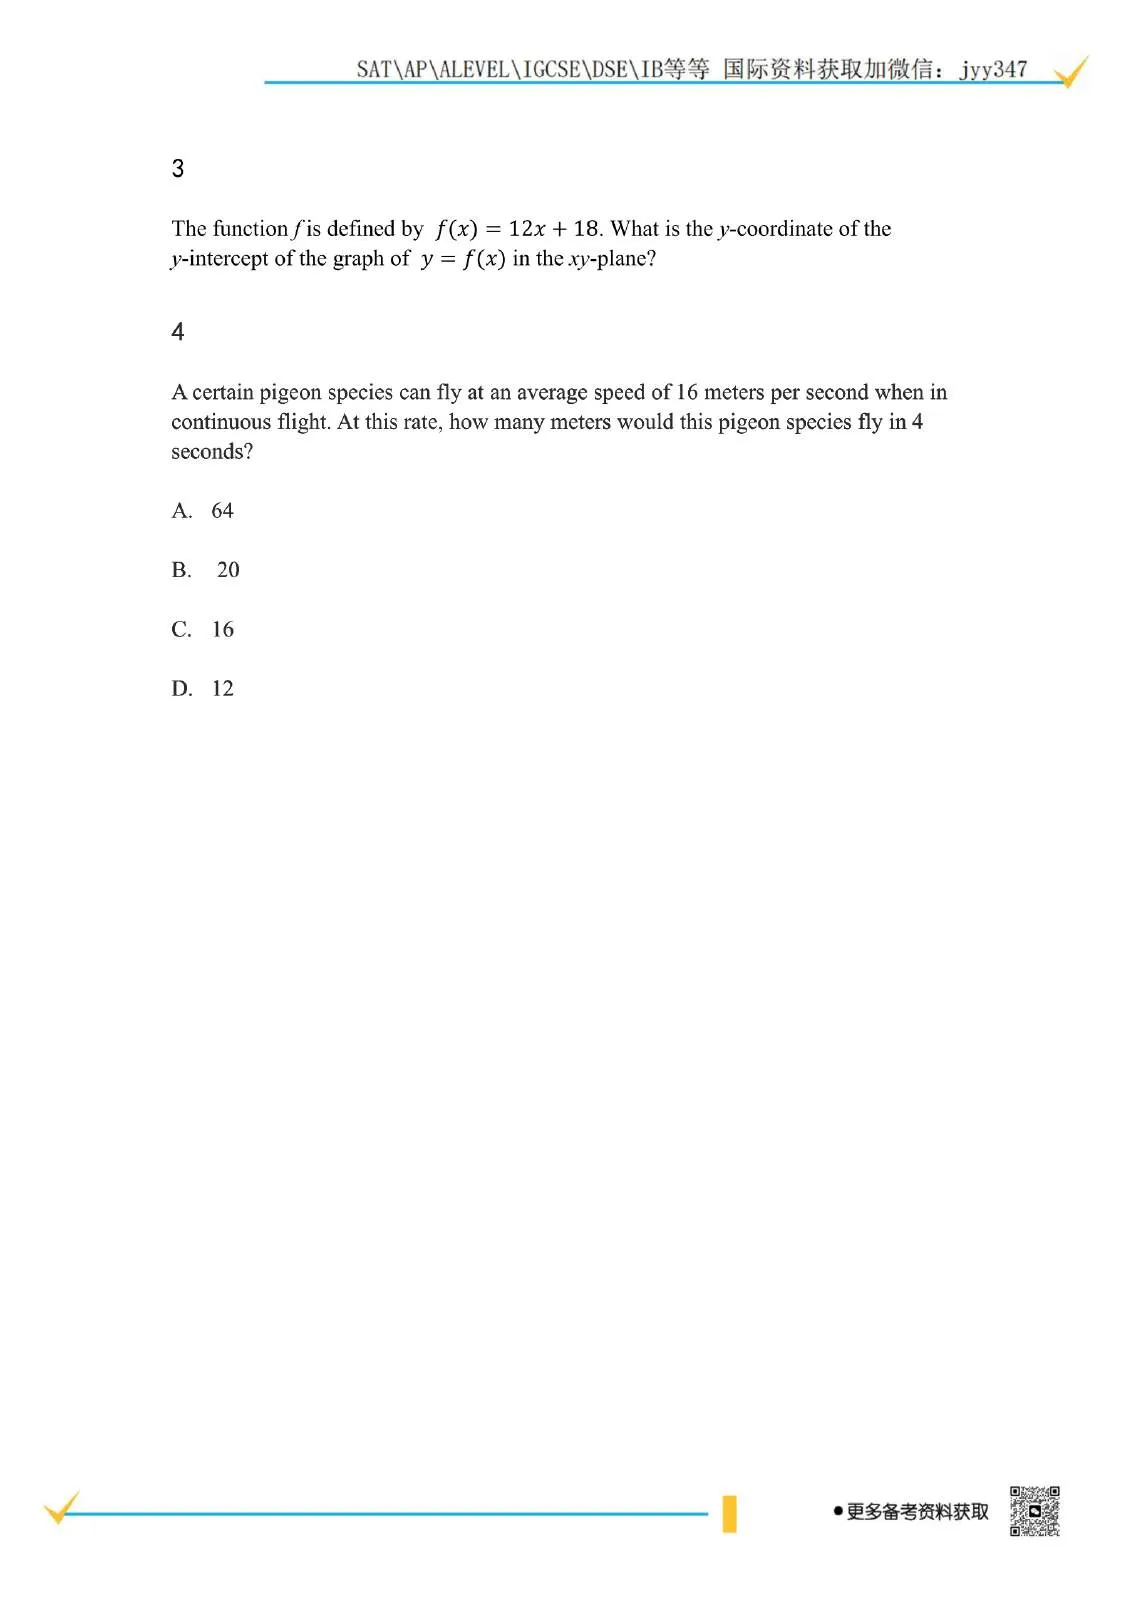 SAT\AP\ALEVEL\IGCSE\DSE\IB等等 国际资料获取加微信：jyy347
3
The function f is defined by f(x) = 12x + 18. What is the y-coordinate of the
y-intercept of the graph of y = f(x) in the xy-plane?
4
A certain pigeon species can fly at an average speed of 16 meters per second when in
continuous flight. At this rate, how many meters would this pigeon species fly in 4
seconds?
A. 64
B. 20
C. 16
D. 12
●更多备考资料获取